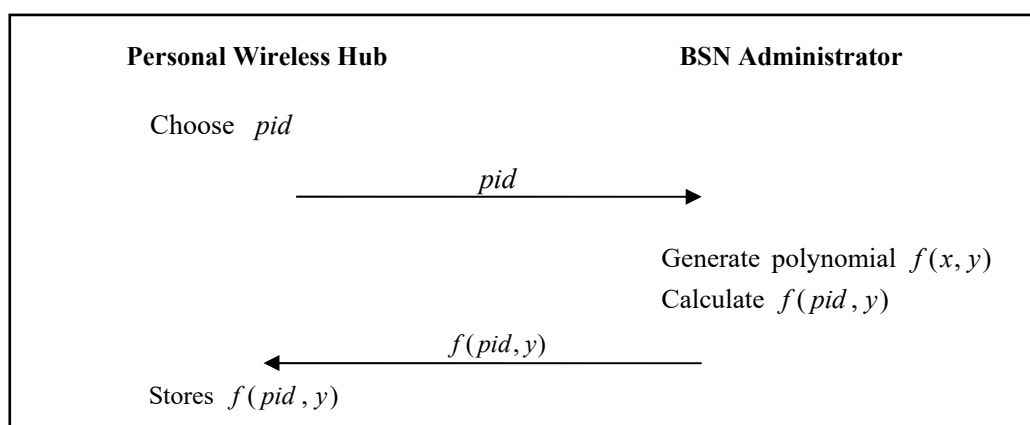 Personal Wireless Hub BSN Administrator
Choose pid
pid
Generate polynomial f(x, y)
Calculate f(pid, y)
f(pid, y)
Stores f(pid, y)